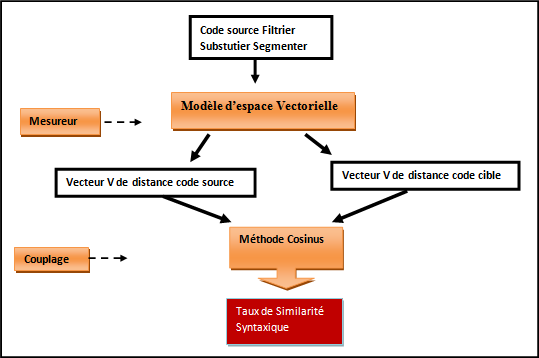 Code source Filtrier
Substutier Segmenter
Modèle d'espace Vectorielle
Mesureur
Vecteur V de distance code source
Vecteur V de distance code cible
Méthode Cosinus
Couplage
Taux de Similarité
Syntaxique